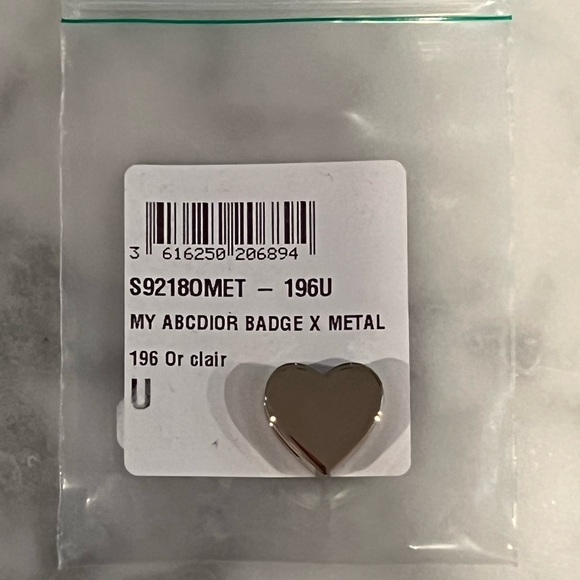 3 616250 206894
S9218OMET – 196U
MY ABCDIOR BADGE X METAL
196 Or clair
U